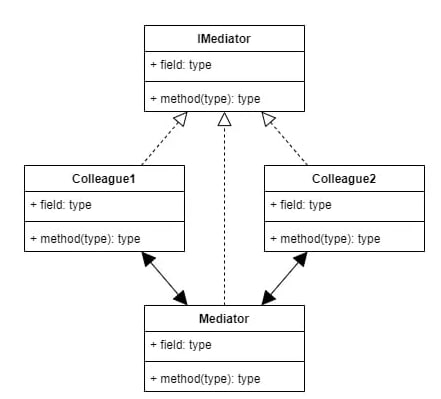 IMediator
+ field: type
+ method(type): type
Colleague1
+ field: type
+ method(type): type
Colleague2
+ field: type
+ method(type): type
Mediator
+ field: type
+ method(type): type